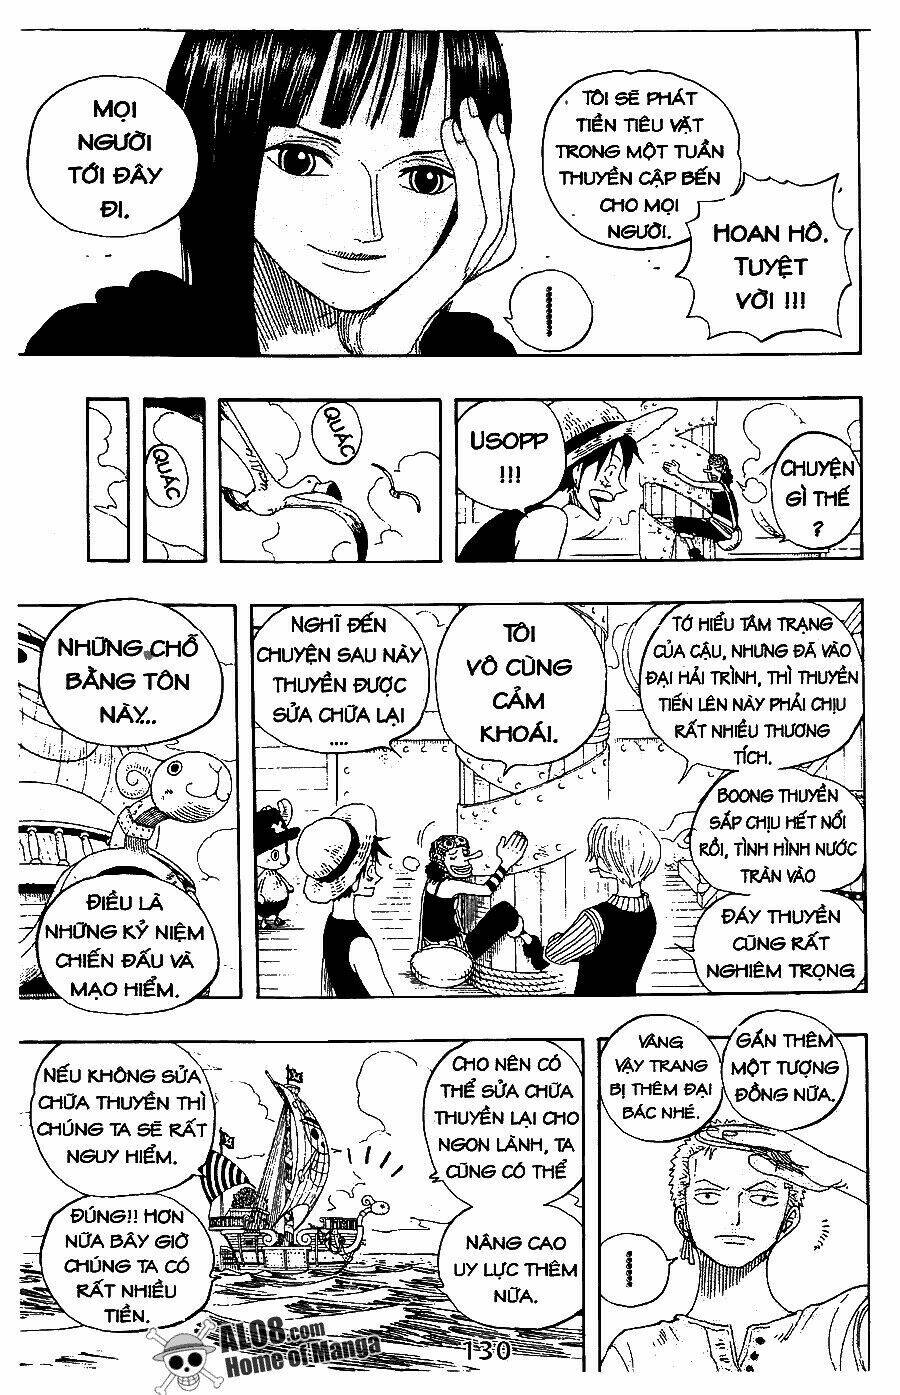 TÔI SẼ PHÁT
TIỀN TIÊU VẶT
TRONG MỘT TUẦN
THUYỀN CẬP BẾN
CHO MỌI
NGƯỜI.
HOAN HÔ.
TUYỆT
VỜI !!!
MỌI
NGƯỜI
TỚI ĐÂY
ĐI.
CHUYỆN
GÌ THẾ
?
USOPP
!!!
QUÁC
QUÁC
TỚ HIỂU TÂM TRẠNG
CỦA CẬU, NHƯNG ĐÃ VÀO
ĐẠI HẢI TRÌNH, THÌ THUYỀN
TIẾN LÊN NÀY PHẢI CHỊU
RẤT NHIỀU THƯƠNG
TÍCH.
BOONG THUYỀN
SẮP CHỊU HẾT NỔI
RỒI, TÌNH HÌNH NƯỚC
TRÀN VÀO
ĐÁY THUYỀN
CŨNG RẤT
NGHIÊM TRỌNG
TÔI
VÔ CÙNG
CẢM
KHOÁI.
NGHĨ ĐẾN
CHUYỆN SAU NÀY
THUYỀN ĐƯỢC
SỬA CHỮA LẠI
....
NHỮNG CHỖ
BẰNG TÔN
NÀY...
ĐIỀU LÀ
NHỮNG KỶ NIỆM
CHIẾN ĐẤU VÀ
MẠO HIỂM.
GẮN THÊM
MỘT TƯỢNG
ĐỒNG NỮA.
VÂNG
VẬY TRANG
BỊ THÊM ĐẠI
BÁC NHÉ.
CHO NÊN CÓ
THỂ SỬA CHỮA
THUYỀN LẠI CHO
NGON LÀNH, TA
CŨNG CÓ THỂ
NÂNG CAO
UY LỰC THÊM
NỮA.
NẾU KHÔNG SỬA
CHỮA THUYỀN THÌ
CHÚNG TA SẼ RẤT
NGUY HIỂM.
ĐÚNG!! HƠN
NỮA BÂY GIỜ
CHÚNG TA CÓ
RẤT NHIỀU
TIỀN.
AL08.com
Home of Manga
130